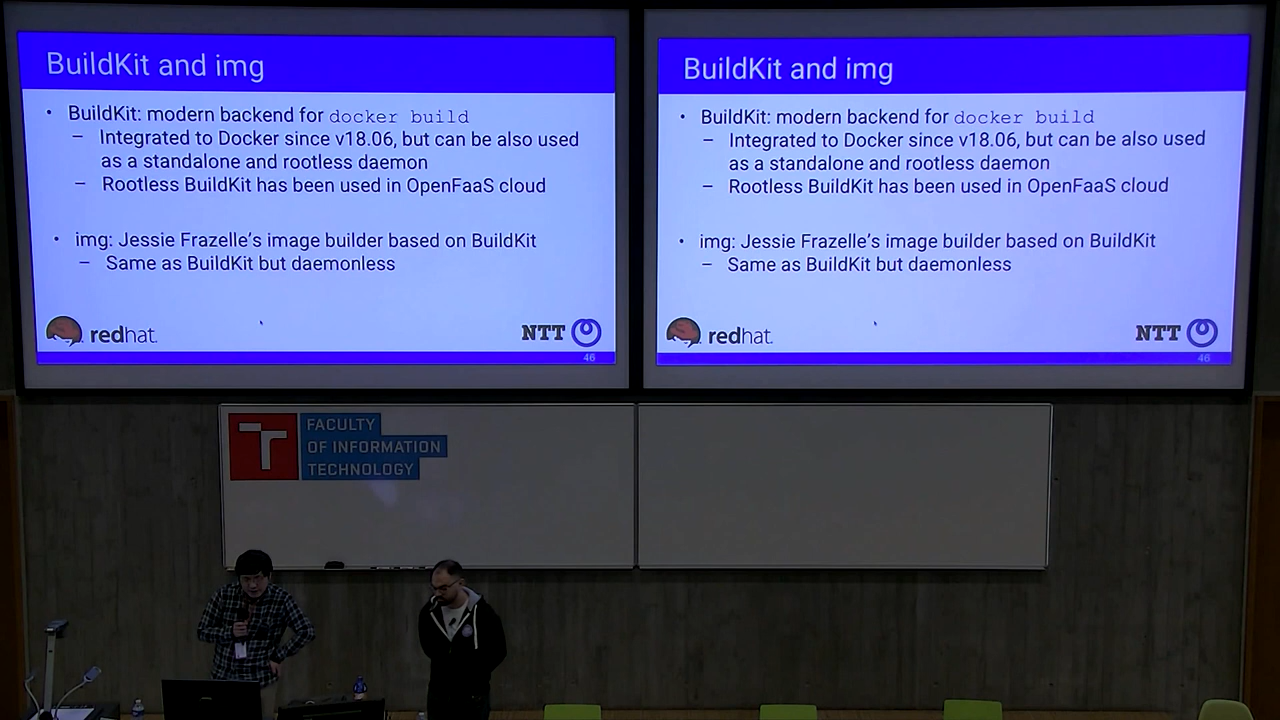 BuildKit and img
• BuildKit: modern backend for docker build
– Integrated to Docker since v18.06, but can be also used
as a standalone and rootless daemon
– Rootless BuildKit has been used in OpenFaaS cloud
• img: Jessie Frazelle's image builder based on BuildKit
– Same as BuildKit but daemonless
redhat.
NTT
46
BuildKit and img
• BuildKit: modern backend for docker build
– Integrated to Docker since v18.06, but can be also used
as a standalone and rootless daemon
– Rootless BuildKit has been used in OpenFaaS cloud
• img: Jessie Frazelle's image builder based on BuildKit
– Same as BuildKit but daemonless
redhat.
NTT
46
FACULTY
OF INFORMATION
TECHNOLOGY